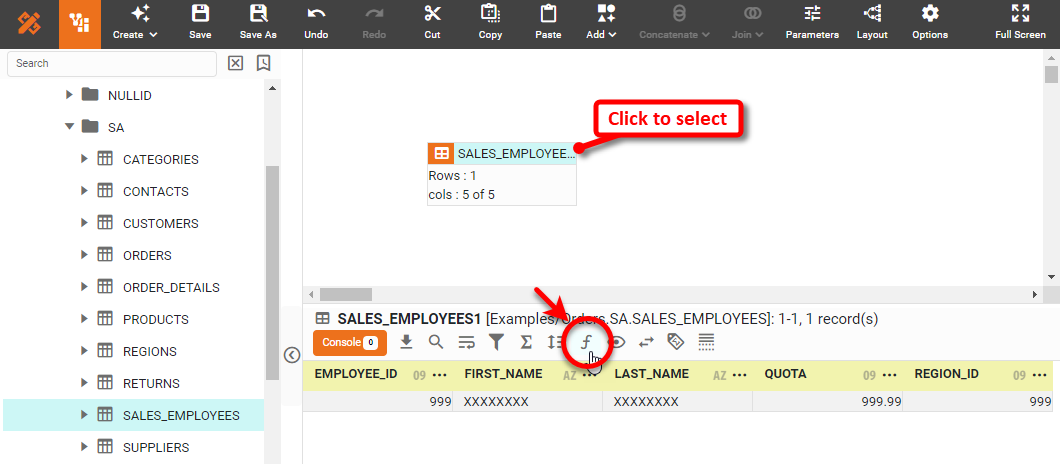 Create
Save
Save As
Undo
Redo
Cut
Copy
Paste
Add
Concatenate
Join
Parameters
Layout
Options
Full Screen
Search
NULLID
SA
CATEGORIES
CONTACTS
CUSTOMERS
ORDERS
ORDER_DETAILS
PRODUCTS
REGIONS
RETURNS
SALES_EMPLOYEES
SUPPLIERS
Click to select
SALES_EMPLOYEE...
Rows : 1
cols : 5 of 5
SALES_EMPLOYEES1 [Examples/Orders.SA.SALES_EMPLOYEES]: 1-1, 1 record(s)
Console 0
EMPLOYEE_ID 09 FIRST_NAME AZ LAST_NAME AZ QUOTA 09 REGION_ID 09
999 XXXXXXXX XXXXXXXX 999.99 999